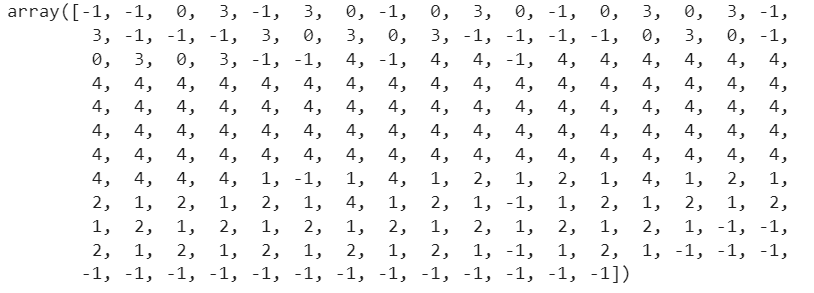 array([-1, -1, 0, 3, -1, 3, 0, -1, 0, 3, 0, -1, 0, 3, 0, 3, -1,
3, -1, -1, -1, 3, 0, 3, 0, 3, -1, -1, -1, -1, 0, 3, 0, -1,
0, 3, 0, 3, -1, -1, 4, -1, 4, 4, -1, 4, 4, 4, 4, 4, 4,
4, 4, 4, 4, 4, 4, 4, 4, 4, 4, 4, 4, 4, 4, 4, 4, 4,
4, 4, 4, 4, 4, 4, 4, 4, 4, 4, 4, 4, 4, 4, 4, 4, 4,
4, 4, 4, 4, 4, 4, 4, 4, 4, 4, 4, 4, 4, 4, 4, 4, 4,
4, 4, 4, 4, 4, 4, 4, 4, 4, 4, 4, 4, 4, 4, 4, 4, 4,
4, 4, 4, 4, 1, -1, 1, 4, 1, 2, 1, 2, 1, 4, 1, 2, 1,
2, 1, 2, 1, 2, 1, 4, 1, 2, 1, -1, 1, 2, 1, 2, 1, 2,
1, 2, 1, 2, 1, 2, 1, 2, 1, 2, 1, 2, 1, 2, 1, -1, -1,
2, 1, 2, 1, 2, 1, 2, 1, 2, 1, -1, 1, 2, 1, -1, -1, -1,
-1, -1, -1, -1, -1, -1, -1, -1, -1, -1, -1, -1, -1])